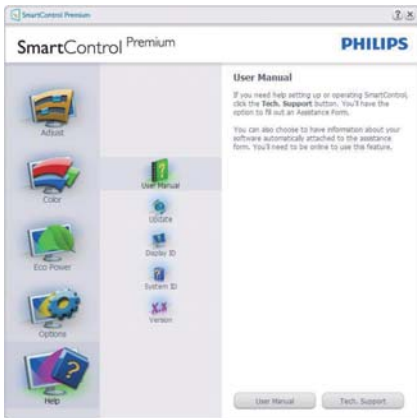 SmartControl Premium
SmartControl Premium
PHILIPS
Adjust
Color
Eco Power
Options
Help
User Manual
Update
Display ID
System ID
Version
User Manual
If you need help setting up or operating SmartControl,
click the Tech. Support button. You'll have the
option to fill out an Assistance Form.
You can also choose to have information about your
software automatically attached to the assistance
form. You'll need to be online to use this feature.
User Manual
Tech. Support